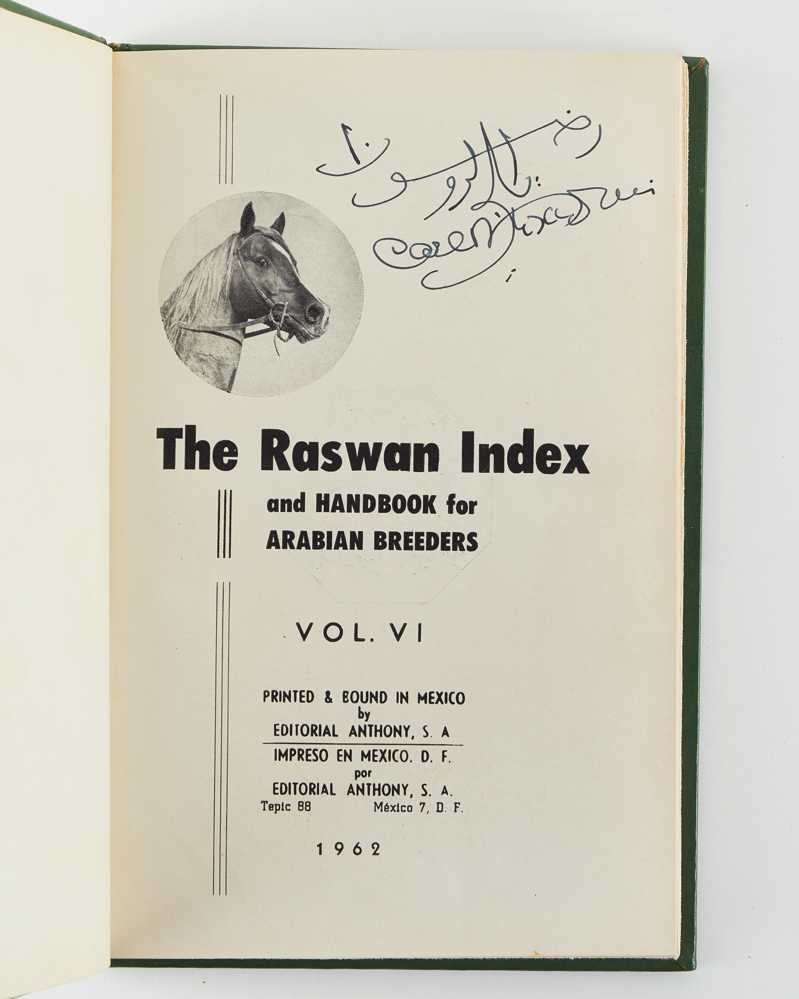 Carl Raswan
The Raswan Index
and HANDBOOK for
ARABIAN BREEDERS
VOL. VI
PRINTED & BOUND IN MEXICO
by
EDITORIAL ANTHONY, S. A
IMPRESO EN MEXICO. D. F.
por
EDITORIAL ANTHONY, S. A.
Tepic 88 México 7, D. F.
1962